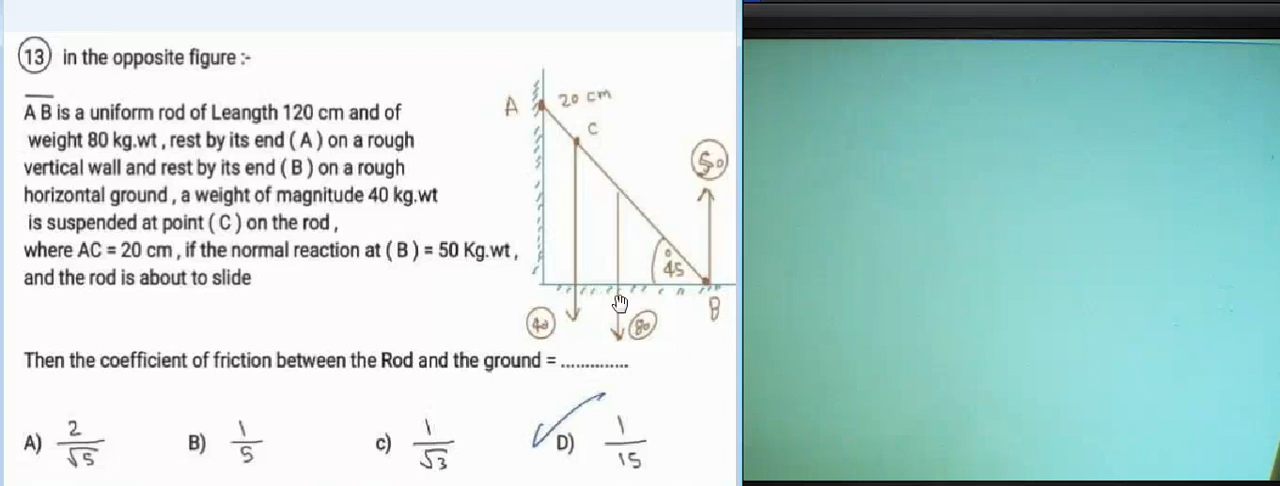 13 in the opposite figure :-
A B is a uniform rod of Leangth 120 cm and of
weight 80 kg.wt , rest by its end ( A ) on a rough
vertical wall and rest by its end ( B ) on a rough
horizontal ground , a weight of magnitude 40 kg.wt
is suspended at point ( C ) on the rod ,
where AC = 20 cm , if the normal reaction at ( B ) = 50 Kg.wt ,
and the rod is about to slide
A 20 cm
C
50
45°
B
40
80
Then the coefficient of friction between the Rod and the ground = ..............
A) 2/√5 B) 1/5 c) 1/√3 D) 1/15